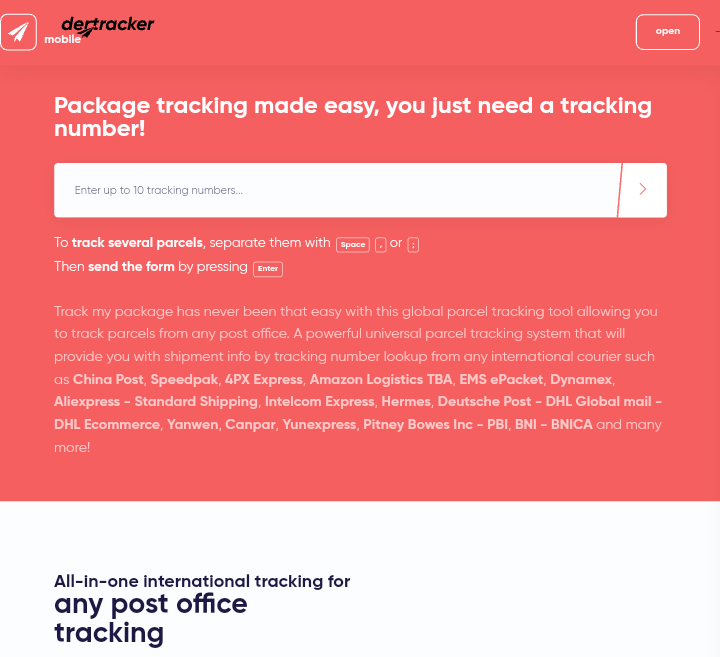 dertracker
mobile
open
Package tracking made easy, you just need a tracking
number!
Enter up to 10 tracking numbers...
To track several parcels, separate them with Space , or ;
Then send the form by pressing Enter
Track my package has never been that easy with this global parcel tracking tool allowing you
to track parcels from any post office. A powerful universal parcel tracking system that will
provide you with shipment info by tracking number lookup from any international courier such
as China Post, Speedpak, 4PX Express, Amazon Logistics TBA, EMS ePacket, Dynamex,
Aliexpress - Standard Shipping, Intelcom Express, Hermes, Deutsche Post - DHL Global mail -
DHL Ecommerce, Yanwen, Canpar, Yunexpress, Pitney Bowes Inc - PBI, BNI - BNICA and many
more!
All-in-one international tracking for
any post office
tracking